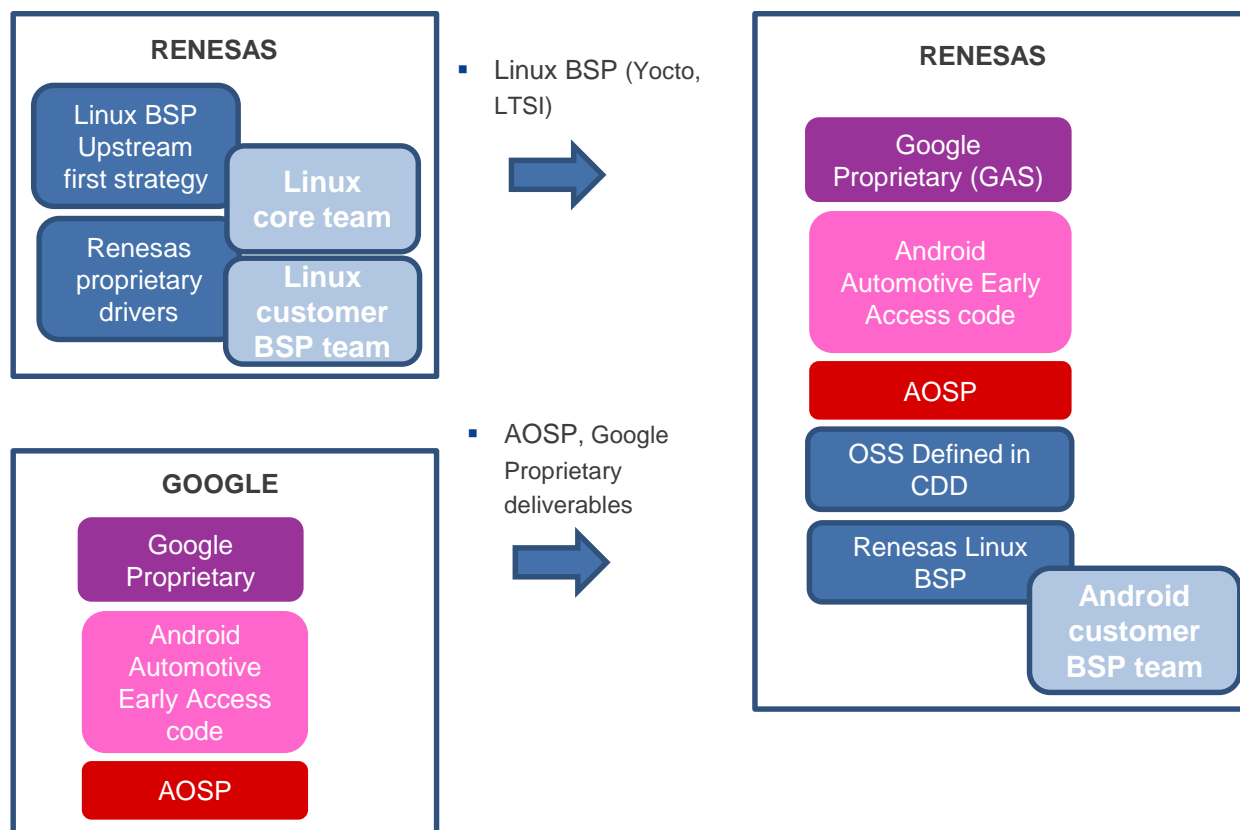 RENESAS
Linux BSP
Upstream
first strategy
Linux
core team
Renesas
proprietary
drivers
Linux
customer
BSP team
▪ Linux BSP (Yocto,
LTSI)
GOOGLE
Google
Proprietary
Android
Automotive
Early Access
code
AOSP
▪ AOSP, Google
Proprietary
deliverables
RENESAS
Google
Proprietary (GAS)
Android
Automotive Early
Access code
AOSP
OSS Defined in
CDD
Renesas Linux
BSP
Android
customer
BSP team